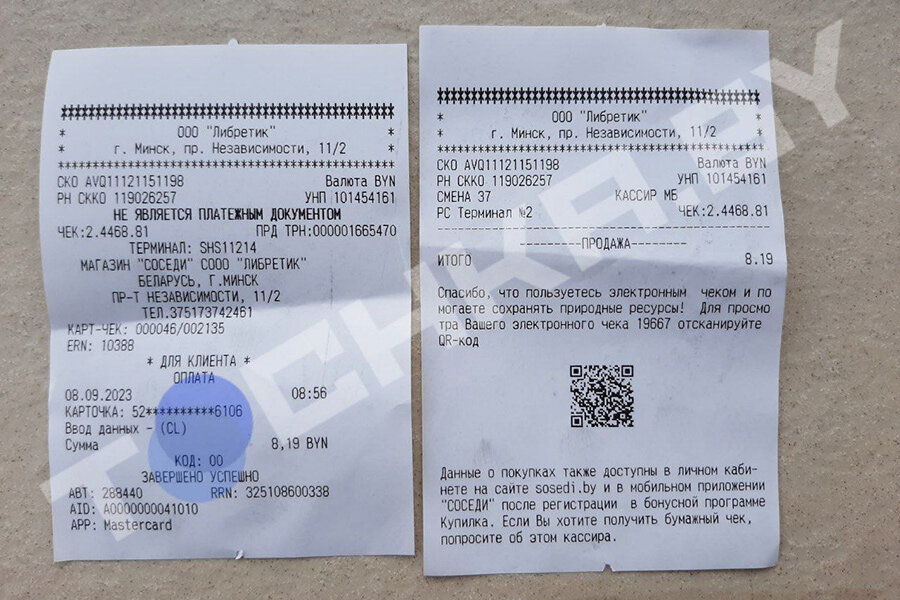 ӾӾӾӾӾӾӾӾӾӾӾӾӾӾӾӾӾӾӾӾӾӾӾӾӾӾӾӾӾӾӾӾӾӾӾӾӾӾӾӾ
* ООО "Либретик" *
* г. Минск, пр. Независимости, 11/2 *
****************************************
СКО AVQ11121151198 Валюта BYN
РН СККО 119026257 УНП 101454161
НЕ ЯВЛЯЕТСЯ ПЛАТЕЖНЫМ ДОКУМЕНТОМ
ЧЕК:2.4468.81 ПРД ТРН:000001665470
ТЕРМИНАЛ: SHS11214
МАГАЗИН "СОСЕДИ" СООО "ЛИБРЕТИК"
БЕЛАРУСЬ, Г.МИНСК
ПР-Т НЕЗАВИСИМОСТИ, 11/2
ТЕЛ.375173742461
КАРТ-ЧЕК: 000046/002135
ERN: 10388
* ДЛЯ КЛИЕНТА *
ОПЛАТА
08.09.2023 08:56
КАРТОЧКА: 52**********6106
Ввод данных - (CL)
Сумма 8,19 BYN
КОД: 00
ЗАВЕРШЕНО УСПЕШНО
АВТ: 288440 RRN: 325108600338
AID: A0000000041010
APP: Mastercard
ӾӾӾӾӾӾӾӾӾӾӾӾӾӾӾӾӾӾӾӾӾӾӾӾӾӾӾӾӾӾӾӾӾӾӾӾӾӾӾӾ
* ООО "Либретик" *
* г. Минск, пр. Независимости, 11/2 *
****************************************
СКО AVQ11121151198 Валюта BYN
РН СККО 119026257 УНП 101454161
СМЕНА 37 КАССИР МБ
РС Терминал №2 ЧЕК:2.4468.81
----------------------------------------
----------ПРОДАЖА----------
ИТОГО 8.19
Спасибо, что пользуетесь электронным чеком и по
могаете сохранять природные ресурсы! Для просмо
тра Вашего электронного чека 19667 отсканируйте
QR-код
Данные о покупках также доступны в личном каби-
нете на сайте sosedi.by и в мобильном приложении
"СОСЕДИ" после регистрации в бонусной программе
Купилка. Если Вы хотите получить бумажный чек,
попросите об этом кассира.
TOCHKA.BY